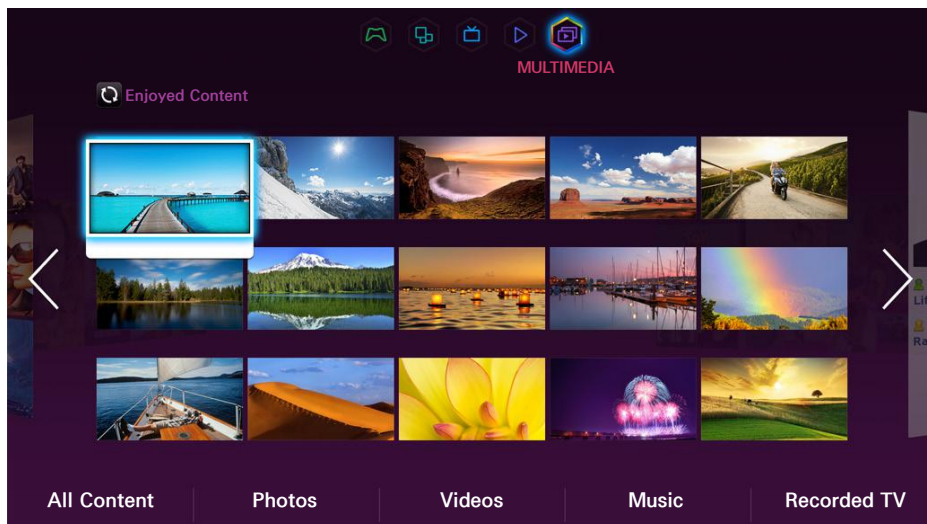 MULTIMEDIA
Enjoyed Content
All Content
Photos
Videos
Music
Recorded TV